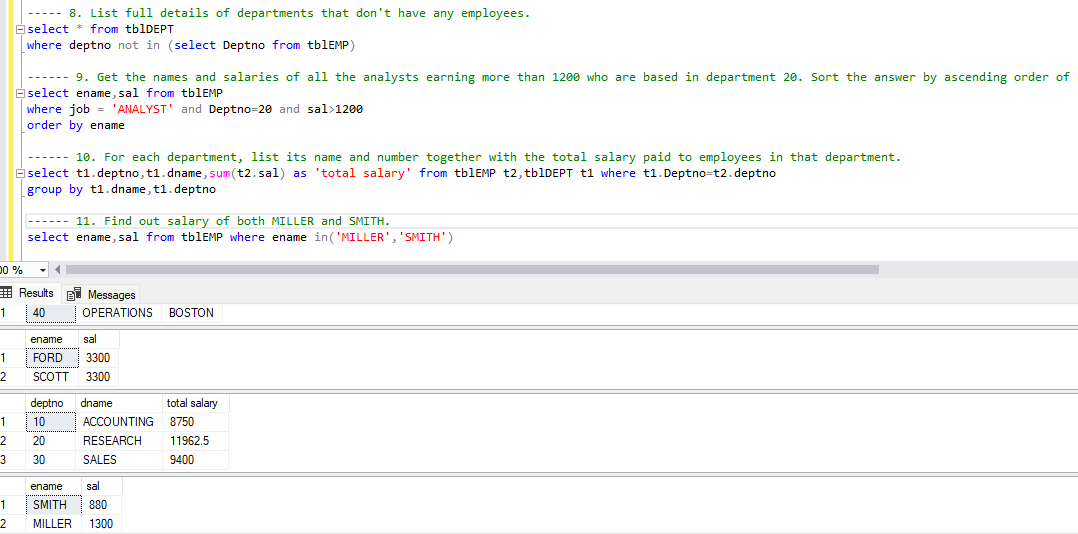 ----- 8. List full details of departments that don't have any employees.
select * from tblDEPT
where deptno not in (select Deptno from tblEMP)
------ 9. Get the names and salaries of all the analysts earning more than 1200 who are based in department 20. Sort the answer by ascending order of
select ename,sal from tblEMP
where job = 'ANALYST' and Deptno=20 and sal>1200
order by ename
------ 10. For each department, list its name and number together with the total salary paid to employees in that department.
select t1.deptno,t1.dname,sum(t2.sal) as 'total salary' from tblEMP t2,tblDEPT t1 where t1.Deptno=t2.deptno
group by t1.dname,t1.deptno
------ 11. Find out salary of both MILLER and SMITH.
select ename,sal from tblEMP where ename in('MILLER','SMITH')
00 %
Results Messages
1 40 OPERATIONS BOSTON
ename sal
1 FORD 3300
2 SCOTT 3300
deptno dname total salary
1 10 ACCOUNTING 8750
2 20 RESEARCH 11962.5
3 30 SALES 9400
ename sal
1 SMITH 880
2 MILLER 1300